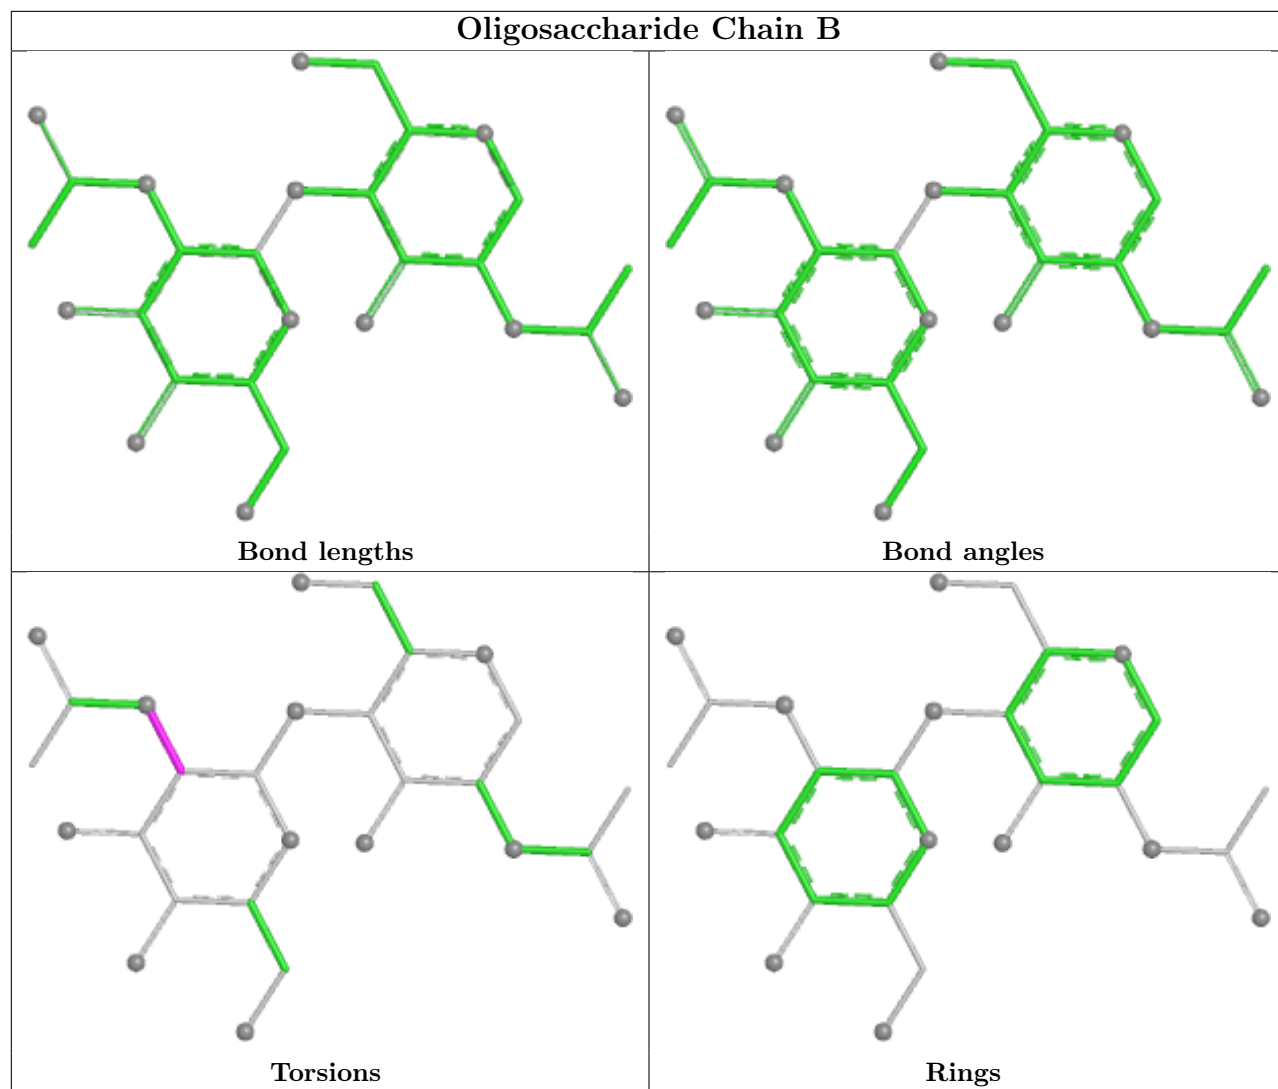 Oligosaccharide Chain B
Bond lengths
Bond angles
Torsions
Rings